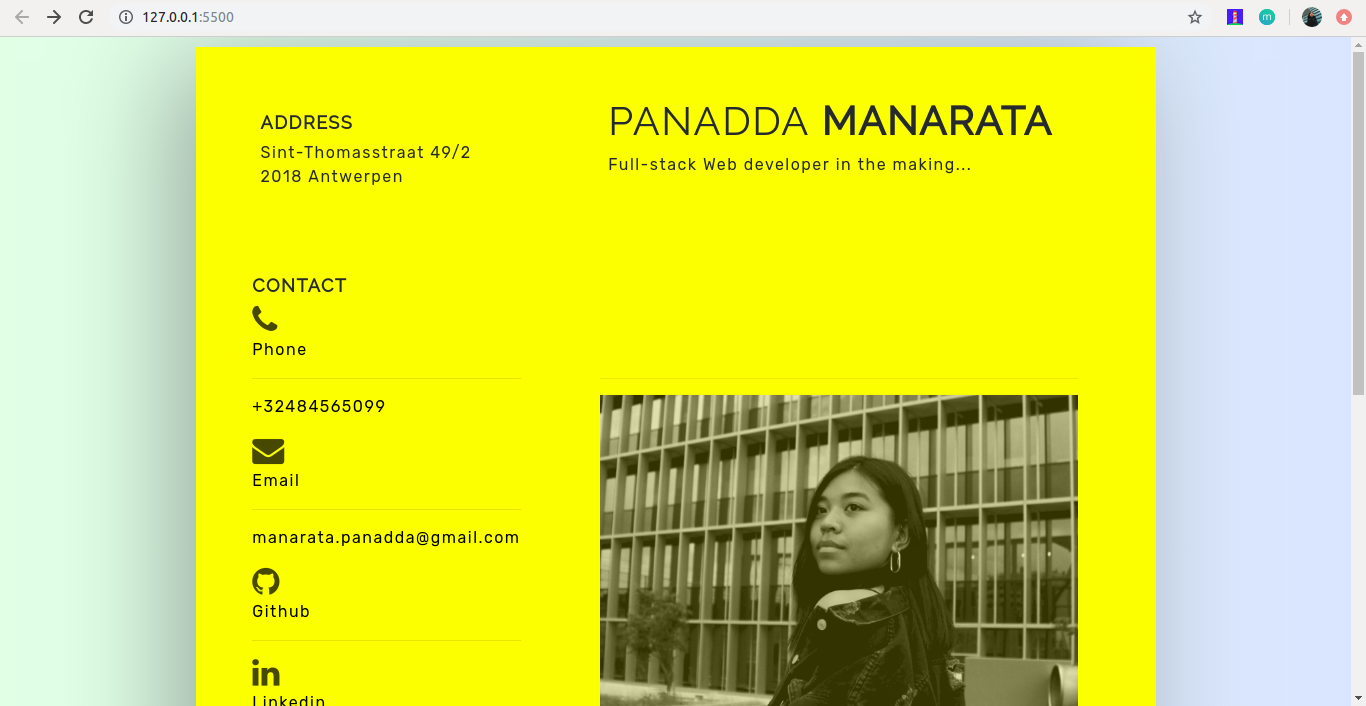 127.0.0.1:5500
m
ADDRESS
Sint-Thomasstraat 49/2
2018 Antwerpen
PANADDA MANARATA
Full-stack Web developer in the making...
CONTACT
Phone
+32484565099
Email
manarata.panadda@gmail.com
Github
in
Linkedin